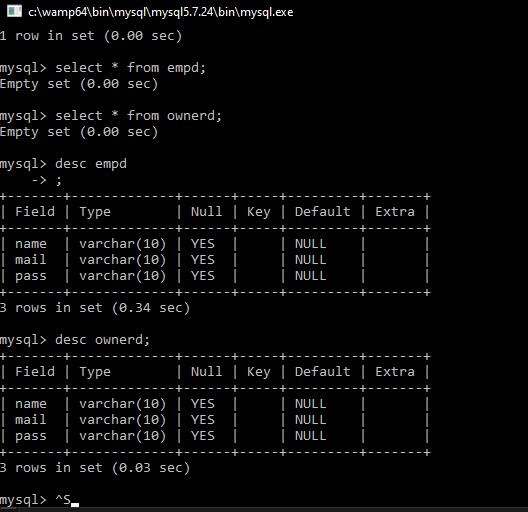 c:\wamp64\bin\mysql\mysql5.7.24\bin\mysql.exe
1 row in set (0.00 sec)
mysql> select * from empd;
Empty set (0.00 sec)
mysql> select * from ownerd;
Empty set (0.00 sec)
mysql> desc empd
    -> ;
+-------+-------------+------+-----+---------+-------+
| Field | Type        | Null | Key | Default | Extra |
+-------+-------------+------+-----+---------+-------+
| name  | varchar(10) | YES  |     | NULL    |       |
| mail  | varchar(10) | YES  |     | NULL    |       |
| pass  | varchar(10) | YES  |     | NULL    |       |
+-------+-------------+------+-----+---------+-------+
3 rows in set (0.34 sec)
mysql> desc ownerd;
+-------+-------------+------+-----+---------+-------+
| Field | Type        | Null | Key | Default | Extra |
+-------+-------------+------+-----+---------+-------+
| name  | varchar(10) | YES  |     | NULL    |       |
| mail  | varchar(10) | YES  |     | NULL    |       |
| pass  | varchar(10) | YES  |     | NULL    |       |
+-------+-------------+------+-----+---------+-------+
3 rows in set (0.03 sec)
mysql> ^S